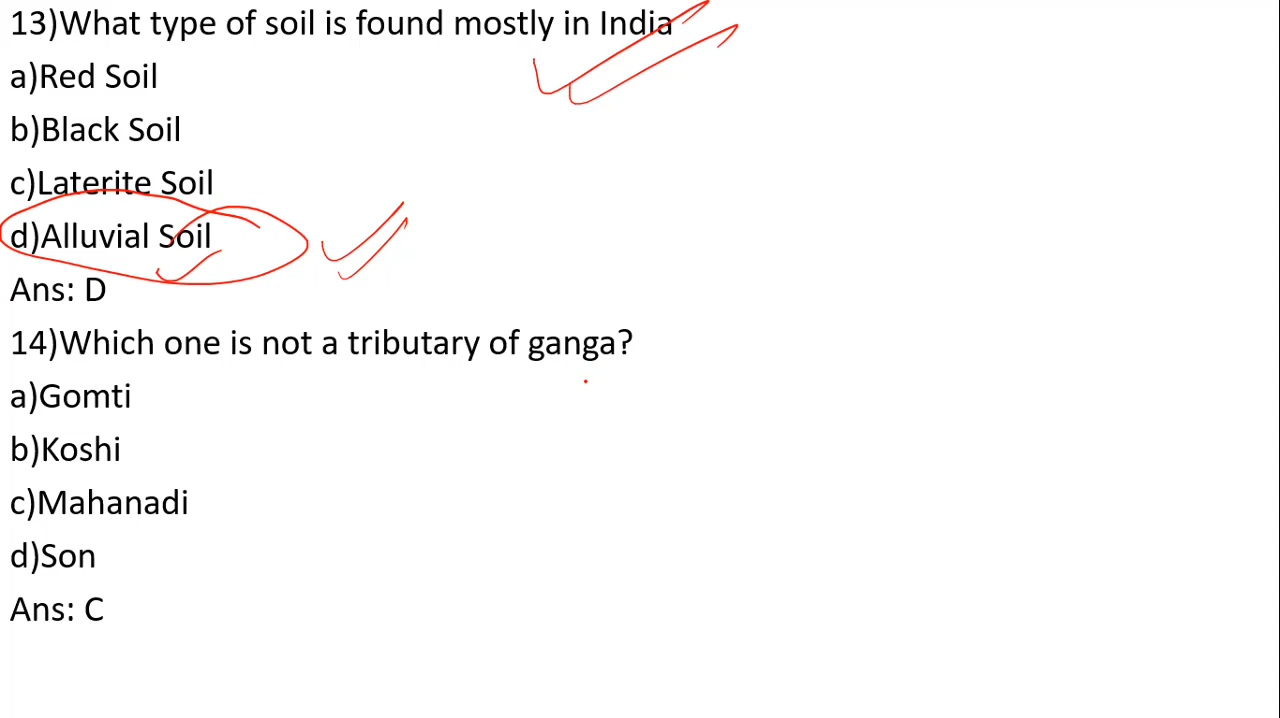 13)What type of soil is found mostly in India
a)Red Soil
b)Black Soil
c)Laterite Soil
d)Alluvial Soil
Ans: D
14)Which one is not a tributary of ganga?
a)Gomti
b)Koshi
c)Mahanadi
d)Son
Ans: C